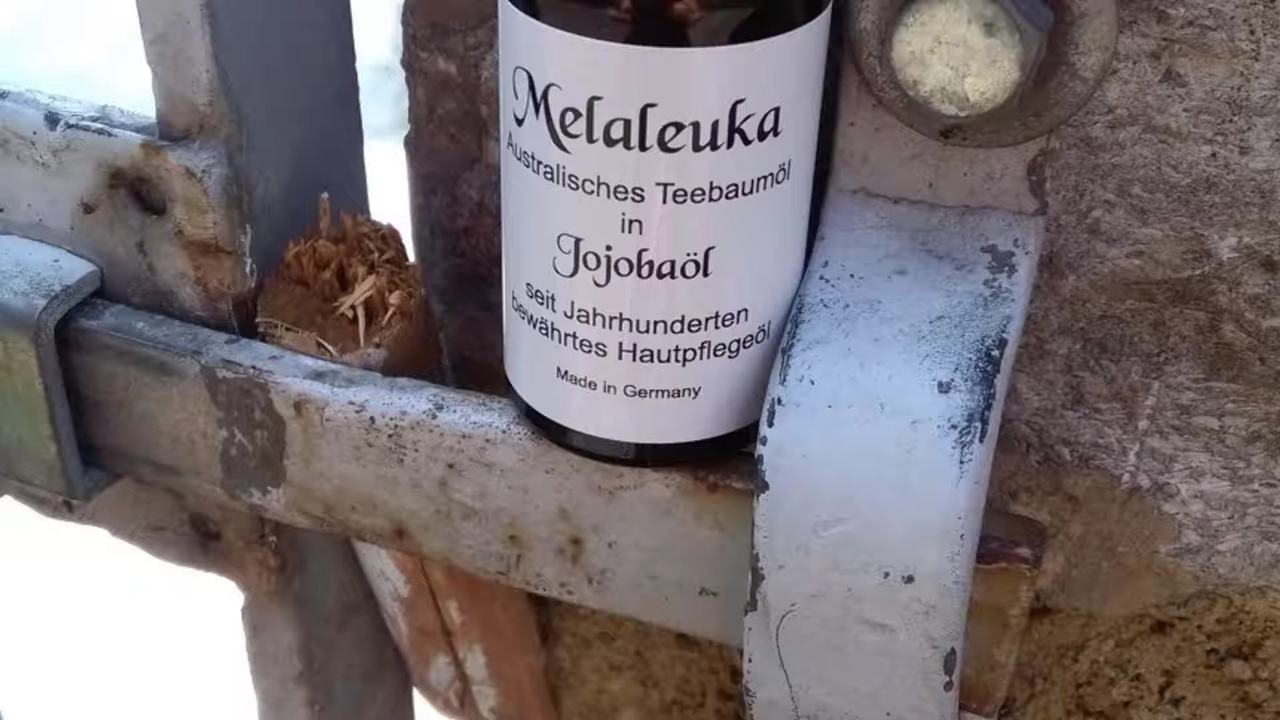 Melaleuka
Australisches Teebaumöl
in
Jojobaöl
seit Jahrhunderten
bewährtes Hautpflegeöl
Made in Germany